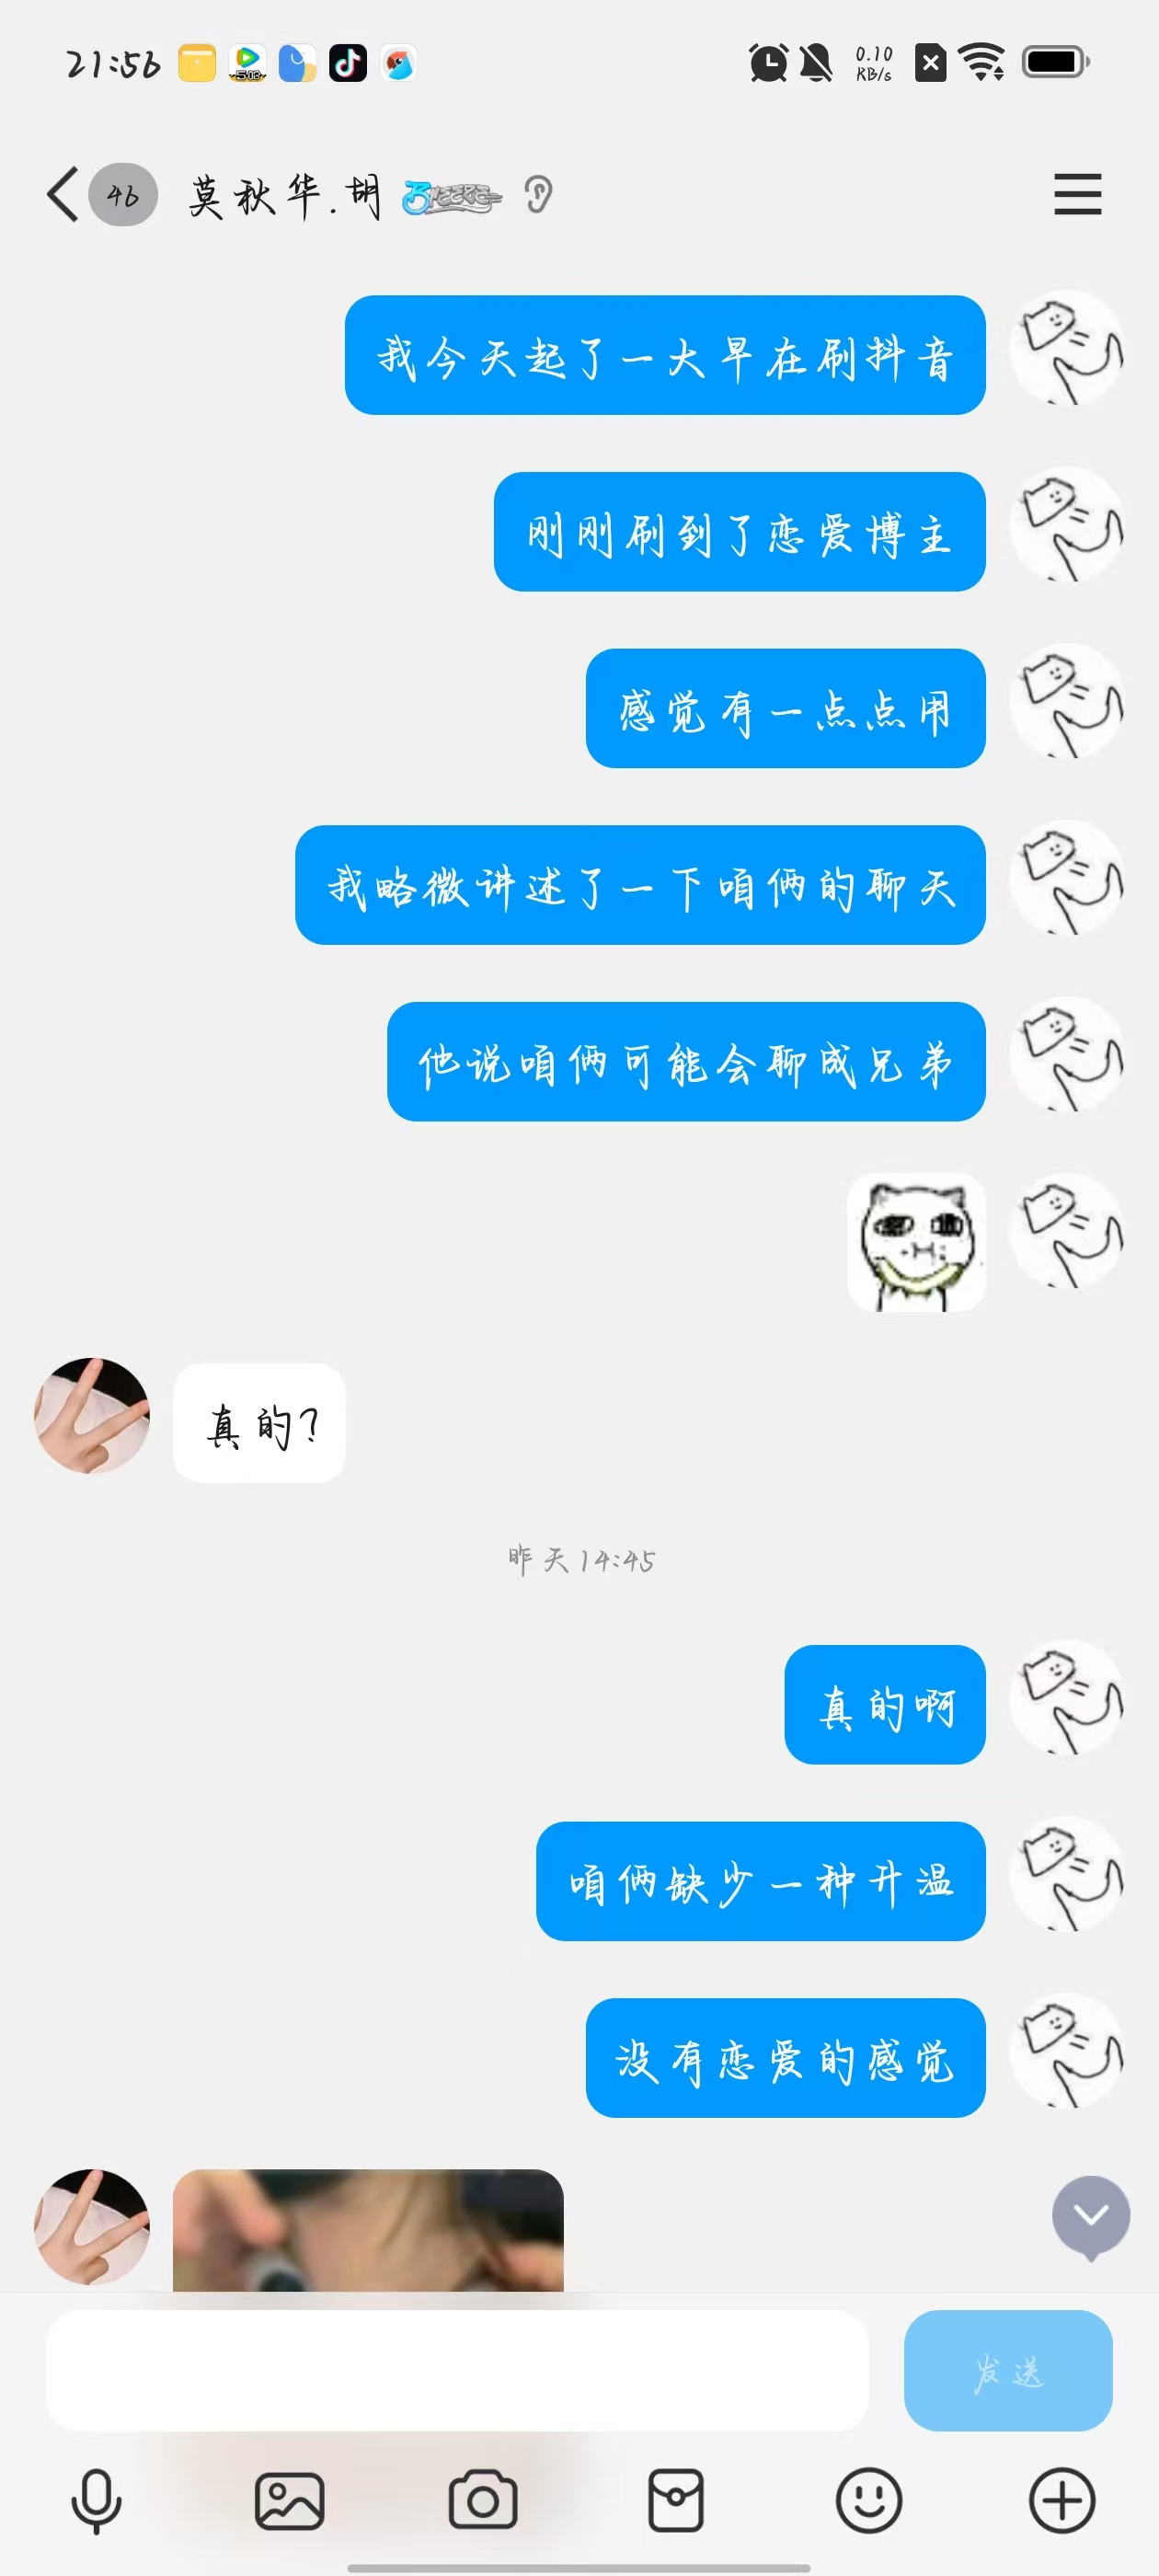 21:56
0.10
KB/s
46
莫秋华.胡
我今天起了一大早在刷抖音
刚刚刷到了恋爱博主
感觉有一点点用
我略微讲述了一下咱俩的聊天
他说咱俩可能会聊成兄弟
真的?
昨天14:45
真的啊
咱俩缺少一种升温
没有恋爱的感觉
发送